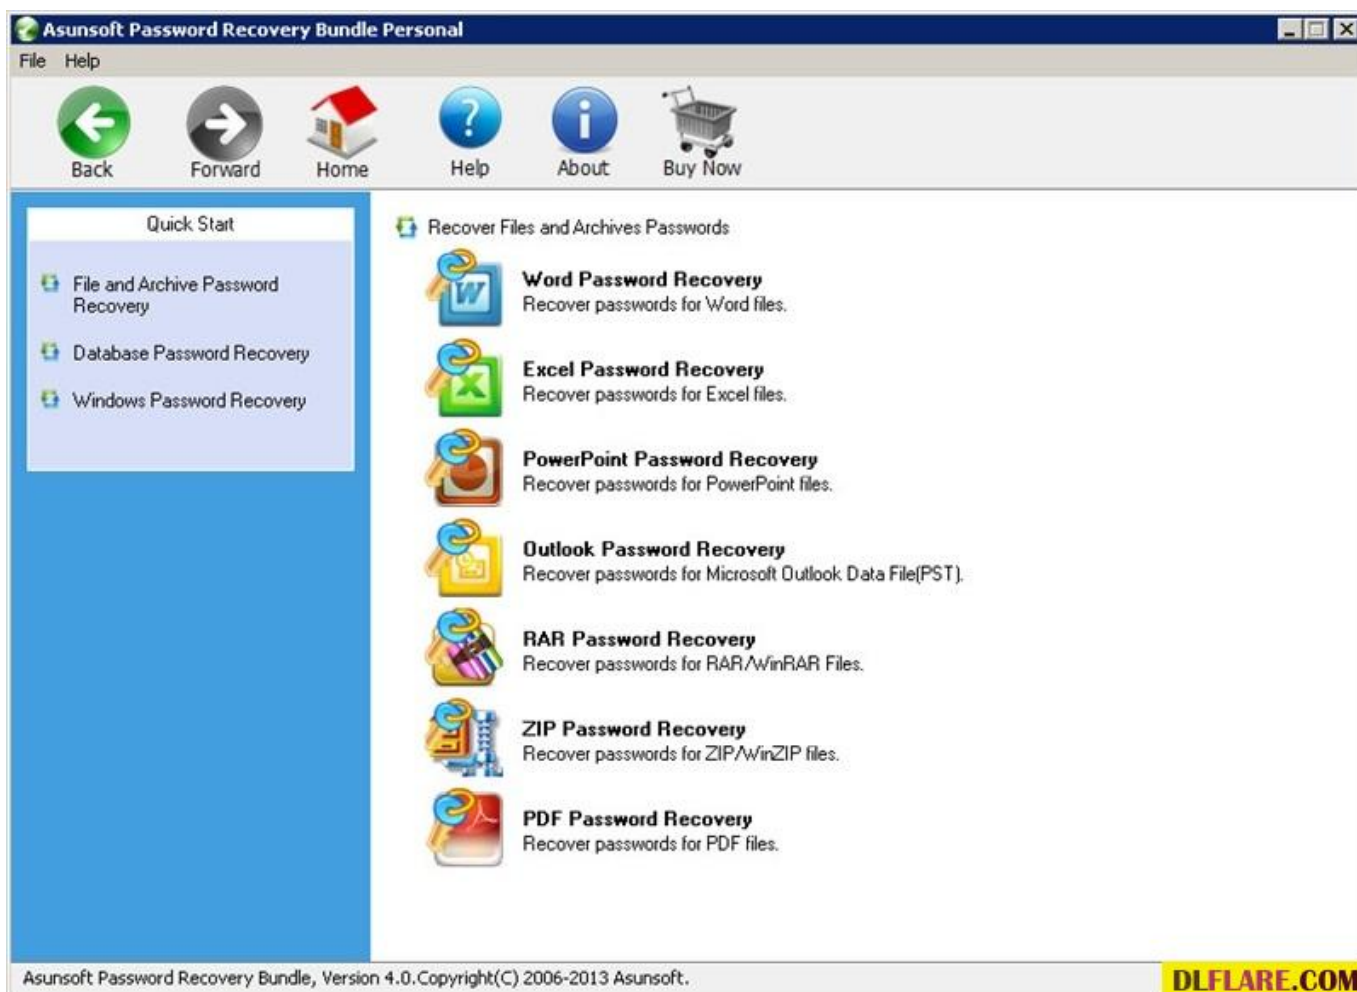 Asunsoft Password Recovery Bundle Personal
File Help
Back Forward Home Help About Buy Now
Quick Start
File and Archive Password
Recovery
Database Password Recovery
Windows Password Recovery
Recover Files and Archives Passwords
Word Password Recovery
Recover passwords for Word files.
Excel Password Recovery
Recover passwords for Excel files.
PowerPoint Password Recovery
Recover passwords for PowerPoint files.
Outlook Password Recovery
Recover passwords for Microsoft Outlook Data File(PST).
RAR Password Recovery
Recover passwords for RAR/WinRAR Files.
ZIP Password Recovery
Recover passwords for ZIP/WinZIP files.
PDF Password Recovery
Recover passwords for PDF files.
Asunsoft Password Recovery Bundle, Version 4.0.Copyright(C) 2006-2013 Asunsoft.
DLFLARE.COM